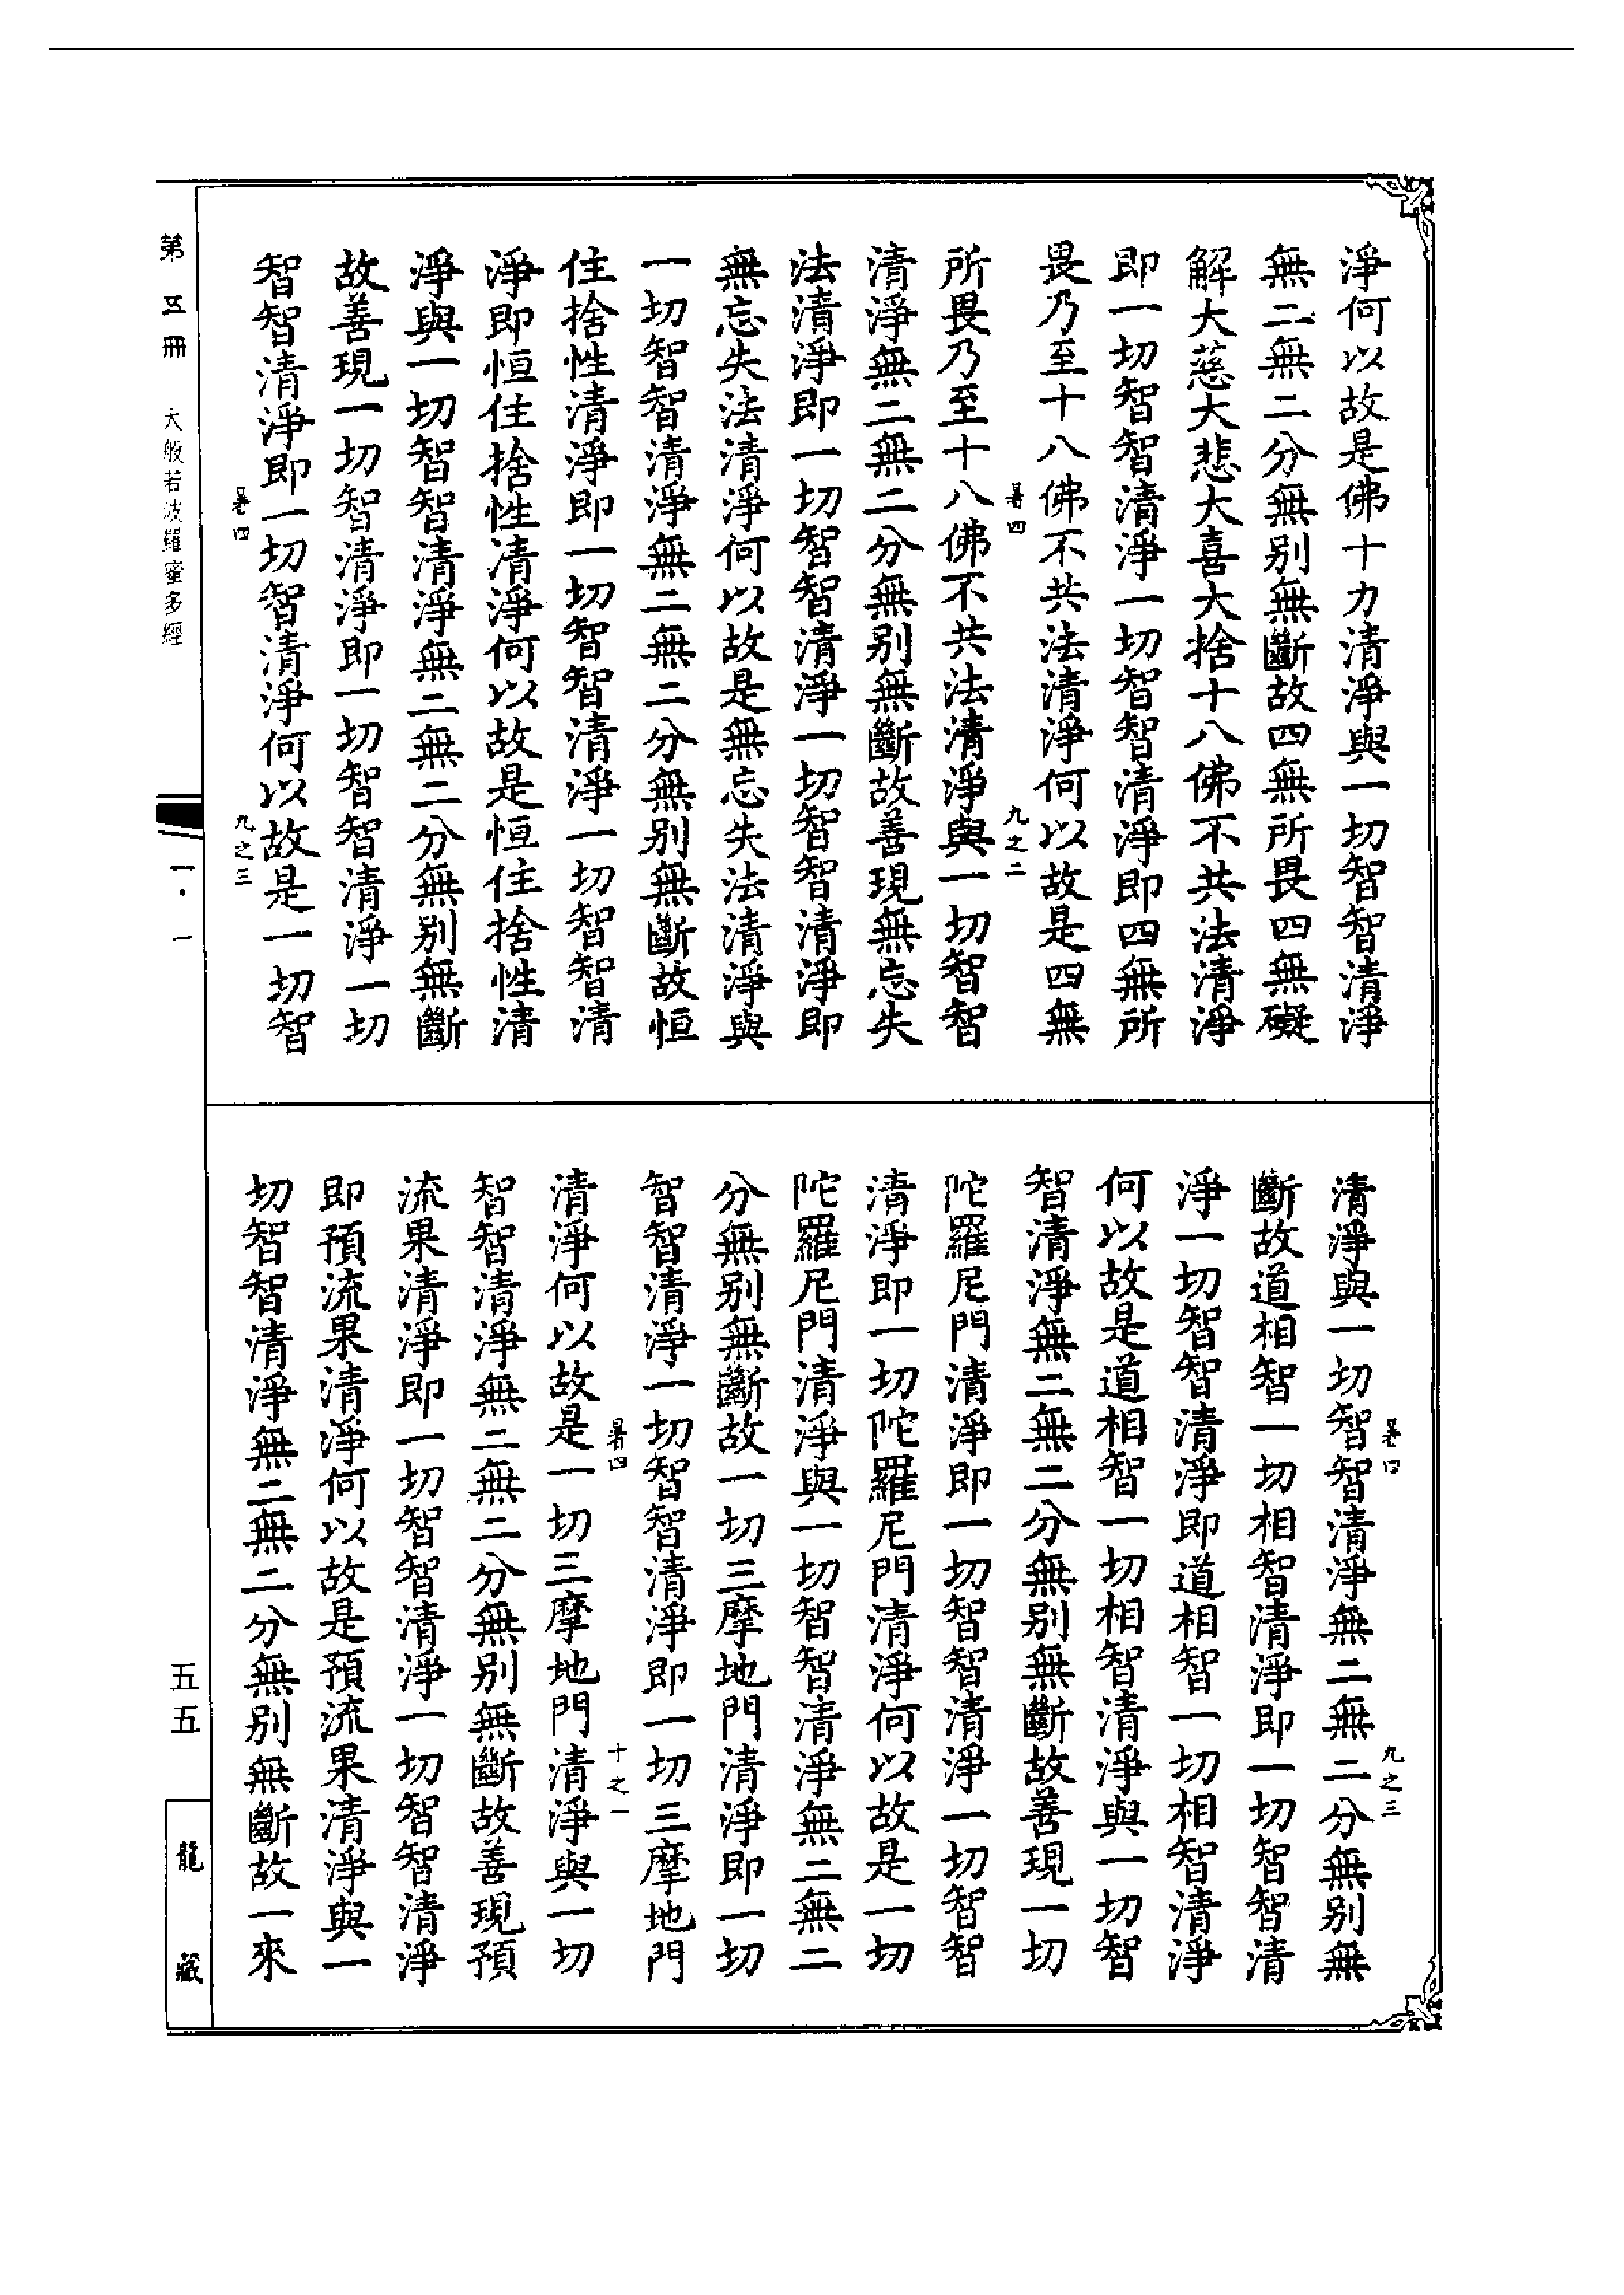 淨何以故是佛十力清淨與一切智智清淨
無二無二分無別無斷故四無所畏四無礙
解大慈大悲大喜大捨十八佛不共法清淨
即一切智智清淨一切智智清淨即四無所
畏乃至十八佛不共法清淨何以故是四無
暑四
九之二
所畏乃至十八佛不共法清淨與一切智智
清淨無二無二分無別無斷故善現無忘失
法清淨即一切智智清淨一切智智清淨即
無忘失法清淨何以故是無忘失法清淨與
一切智智清淨無二無二分無別無斷故恒
住捨性清淨即一切智智清淨一切智智清
淨即恒住捨性清淨何以故是恒住捨性清
淨與一切智智清淨無二無二分無別無斷
故善現一切智清淨即一切智智清淨一切
智智清淨即一切智清淨何以故是一切智
暑四
九之三
暑四
九之三
清淨與一切智智清淨無二無二分無別無
斷故道相智一切相智清淨即一切智智清
淨一切智智清淨即道相智一切相智清淨
何以故是道相智一切相智清淨與一切智
智清淨無二無二分無別無斷故善現一切
陀羅尼門清淨即一切智智清淨一切智智
清淨即一切陀羅尼門清淨何以故是一切
陀羅尼門清淨與一切智智清淨無二無二
分無別無斷故一切三摩地門清淨即一切
智智清淨一切智智清淨即一切三摩地門
暑四
十之一
清淨何以故是一切三摩地門清淨與一切
智智清淨無二無二分無別無斷故善現預
流果清淨即一切智智清淨一切智智清淨
即預流果清淨何以故是預流果清淨與一
切智智清淨無二無二分無別無斷故一來
第五冊 大般若波羅蜜多經
一·一
五五
龍藏